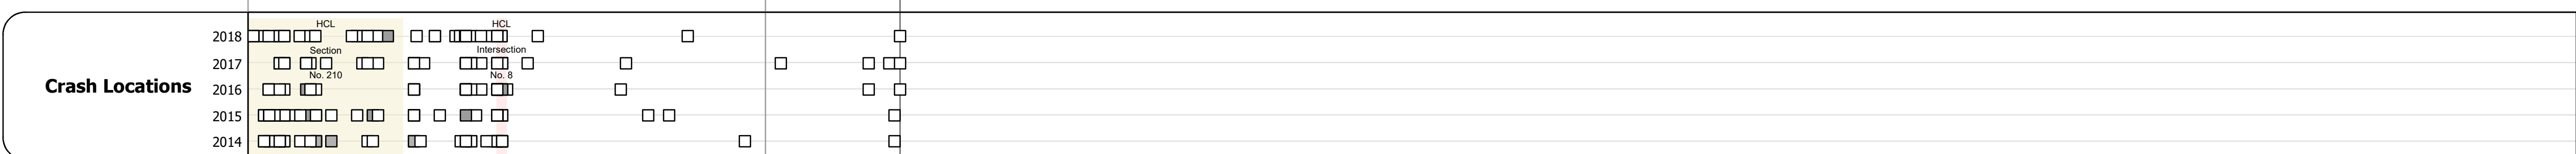 HCL
HCL
2018
Section
Intersection
2017
No. 210
No. 8
Crash Locations
2016
2015
2014